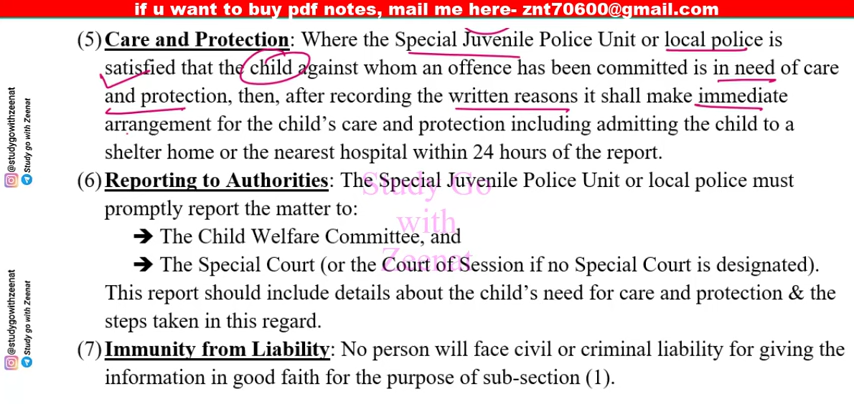 if u want to buy pdf notes, mail me here- znt70600@gmail.com
(5) Care and Protection: Where the Special Juvenile Police Unit or local police is
satisfied that the child against whom an offence has been committed is in need of care
and protection, then, after recording the written reasons it shall make immediate
arrangement for the child's care and protection including admitting the child to a
shelter home or the nearest hospital within 24 hours of the report.
(6) Reporting to Authorities: The Special Juvenile Police Unit or local police must
promptly report the matter to:
➔ The Child Welfare Committee, and
➔ The Special Court (or the Court of Session if no Special Court is designated).
This report should include details about the child's need for care and protection & the
steps taken in this regard.
(7) Immunity from Liability: No person will face civil or criminal liability for giving the
information in good faith for the purpose of sub-section (1).
Study Go
with
Zeenat
@studygowithzeenat
Study go with Zeenat
@studygowithzeenat
Study go with Zeenat